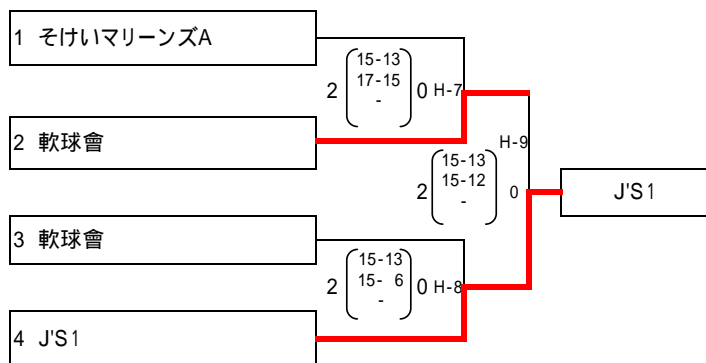 1 そけいマリーンズA
15-13
17-15
-
2 0 H-7
2 軟球會
H-9
15-13
15-12
-
2 0
J'S1
3 軟球會
15-13
15- 6
-
2 0 H-8
4 J'S1